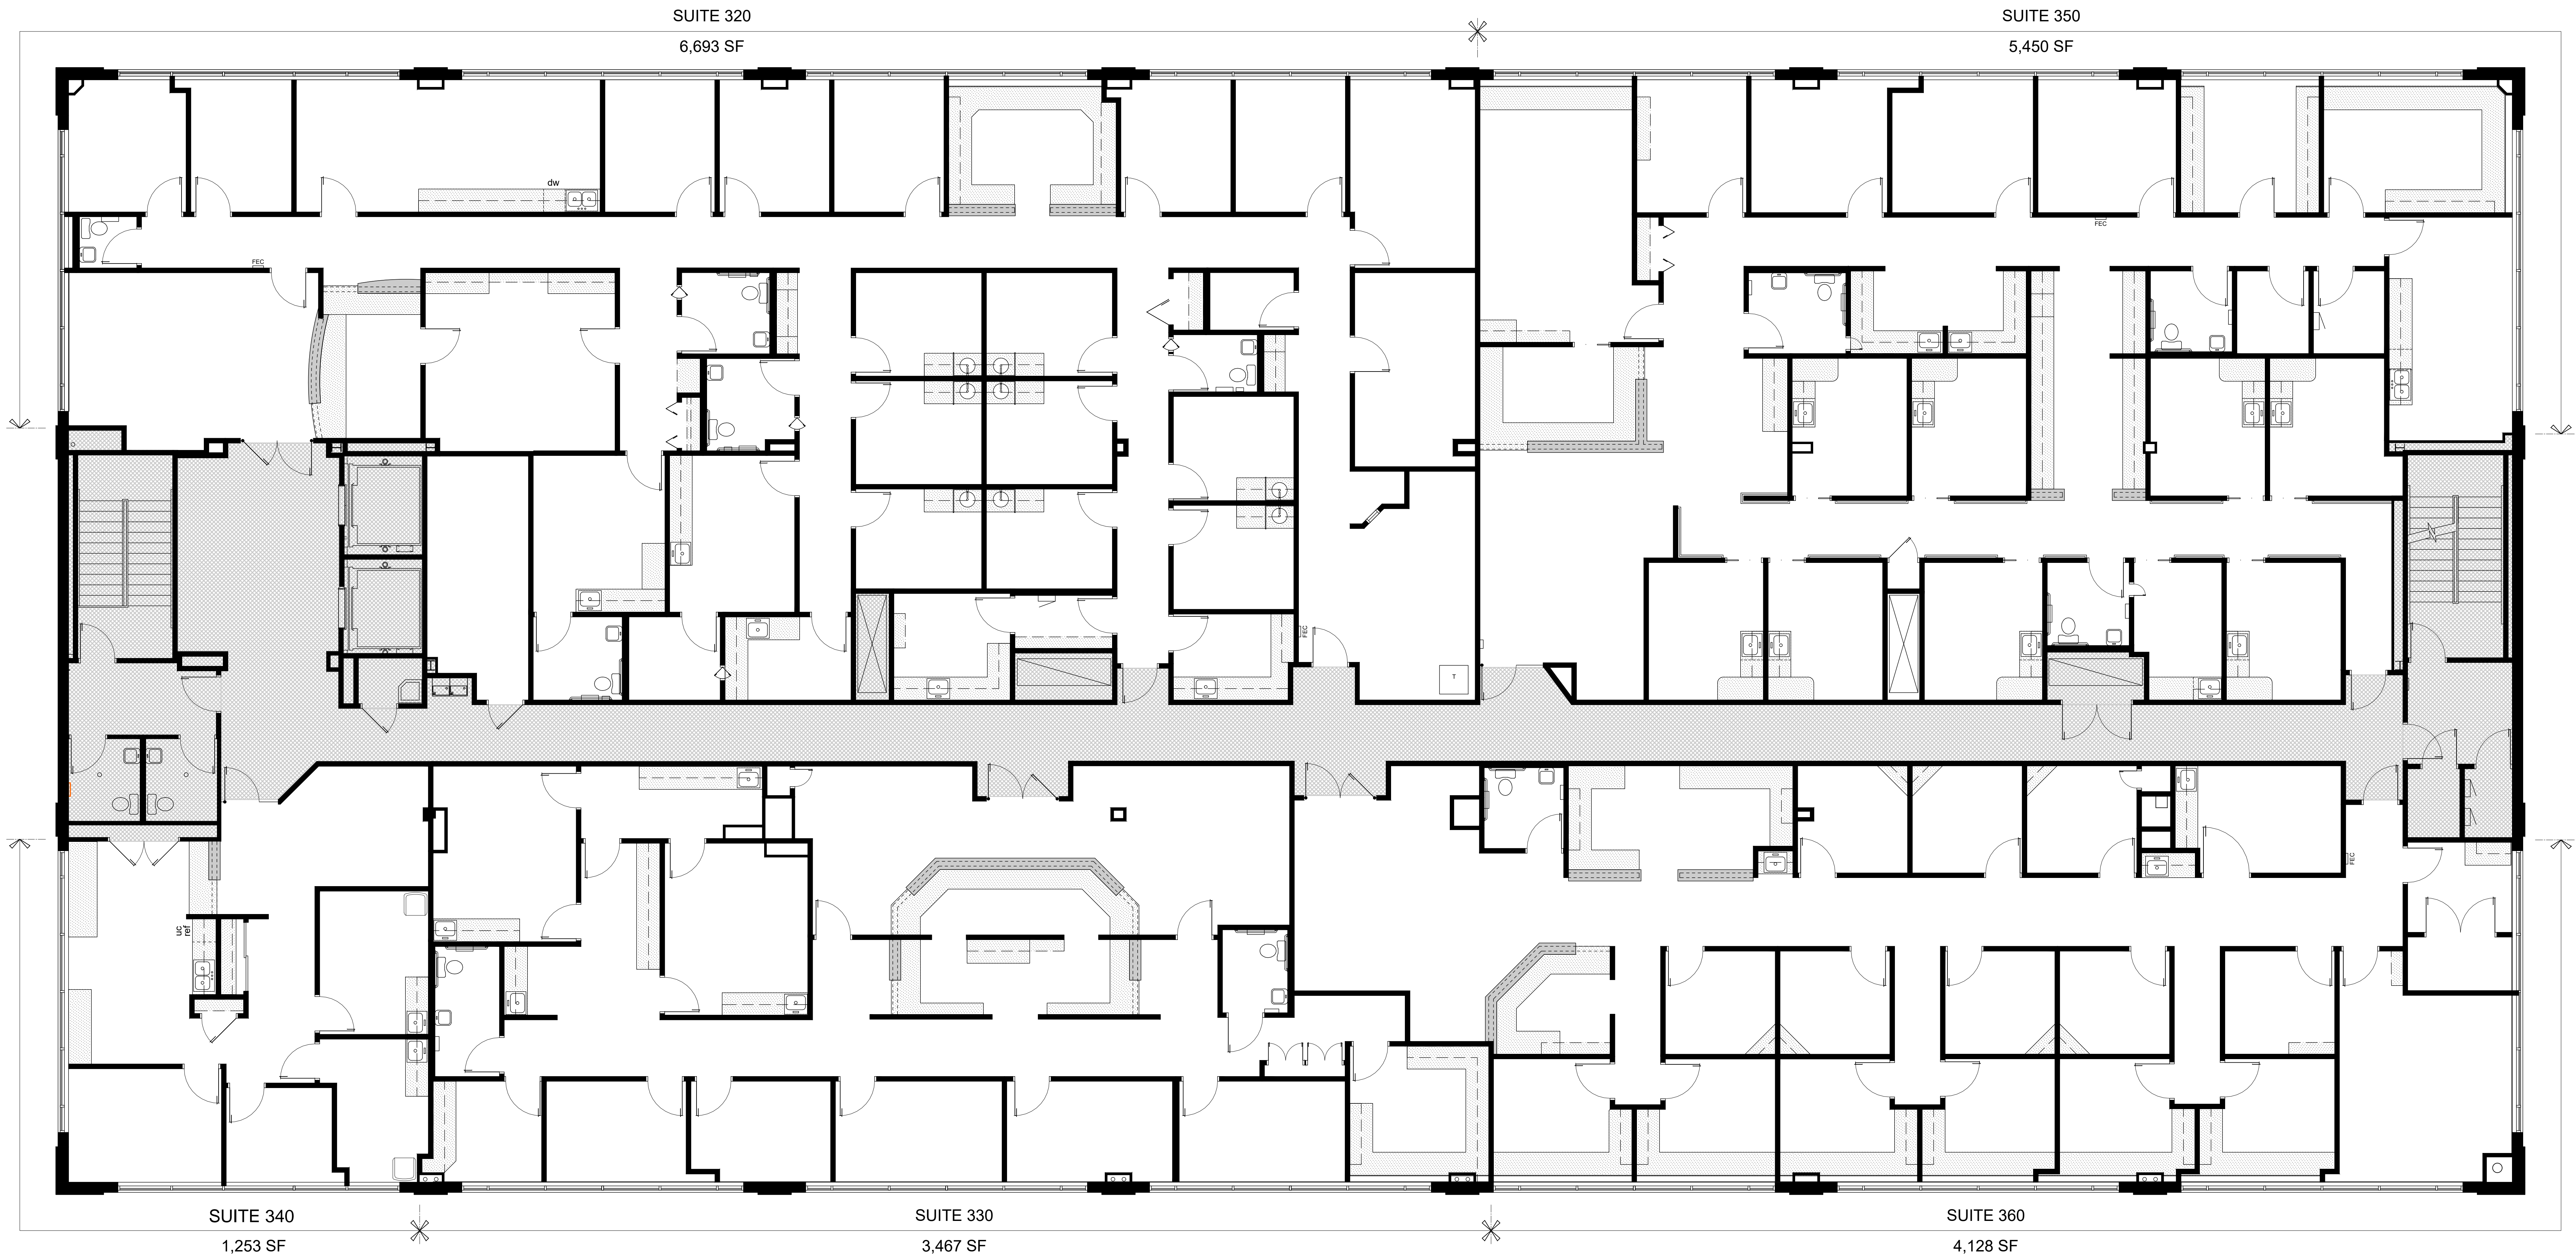 SUITE 320
6,693 SF
SUITE 350
5,450 SF
dw
FEC
FEC
FEC
T
FEC
uc
ref
SUITE 340
1,253 SF
SUITE 330
3,467 SF
SUITE 360
4,128 SF